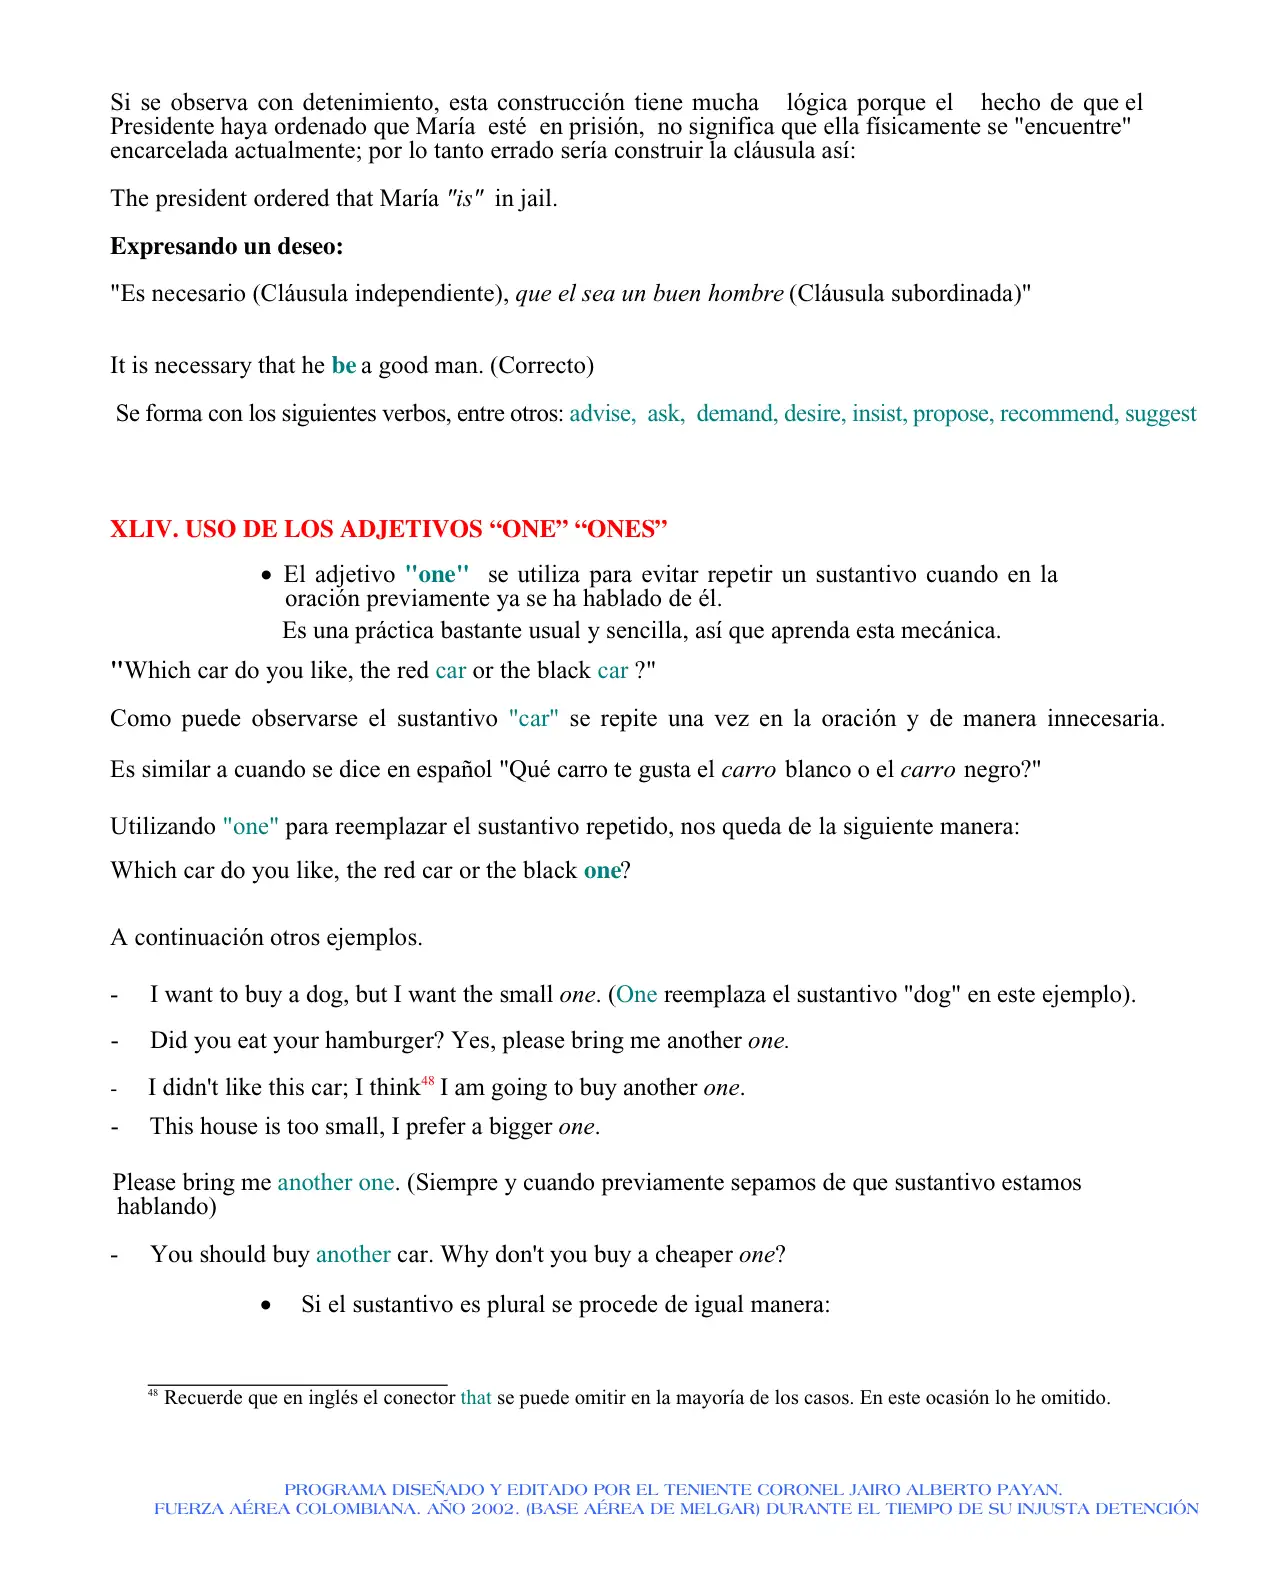 Si se observa con detenimiento, esta construcción tiene mucha lógica porque el hecho de que el
Presidente haya ordenado que María esté en prisión, no significa que ella físicamente se "encuentre"
encarcelada actualmente; por lo tanto errado sería construir la cláusula así:
The president ordered that María "is" in jail.
Expresando un deseo:
"Es necesario (Cláusula independiente), que el sea un buen hombre (Cláusula subordinada)"
It is necessary that he be a good man. (Correcto)
Se forma con los siguientes verbos, entre otros: advise, ask, demand, desire, insist, propose, recommend, suggest
XLIV. USO DE LOS ADJETIVOS “ONE” “ONES”
• El adjetivo "one" se utiliza para evitar repetir un sustantivo cuando en la
oración previamente ya se ha hablado de él.
Es una práctica bastante usual y sencilla, así que aprenda esta mecánica.
"Which car do you like, the red car or the black car ?"
Como puede observarse el sustantivo "car" se repite una vez en la oración y de manera innecesaria.
Es similar a cuando se dice en español "Qué carro te gusta el carro blanco o el carro negro?"
Utilizando "one" para reemplazar el sustantivo repetido, nos queda de la siguiente manera:
Which car do you like, the red car or the black one?
A continuación otros ejemplos.
- I want to buy a dog, but I want the small one. (One reemplaza el sustantivo "dog" en este ejemplo).
- Did you eat your hamburger? Yes, please bring me another one.
- I didn't like this car; I think48 I am going to buy another one.
- This house is too small, I prefer a bigger one.
Please bring me another one. (Siempre y cuando previamente sepamos de que sustantivo estamos
hablando)
- You should buy another car. Why don't you buy a cheaper one?
• Si el sustantivo es plural se procede de igual manera:
48 Recuerde que en inglés el conector that se puede omitir en la mayoría de los casos. En este ocasión lo he omitido.
PROGRAMA DISEÑADO Y EDITADO POR EL TENIENTE CORONEL JAIRO ALBERTO PAYAN.
FUERZA AÉREA COLOMBIANA. AÑO 2002. (BASE AÉREA DE MELGAR) DURANTE EL TIEMPO DE SU INJUSTA DETENCIÓN